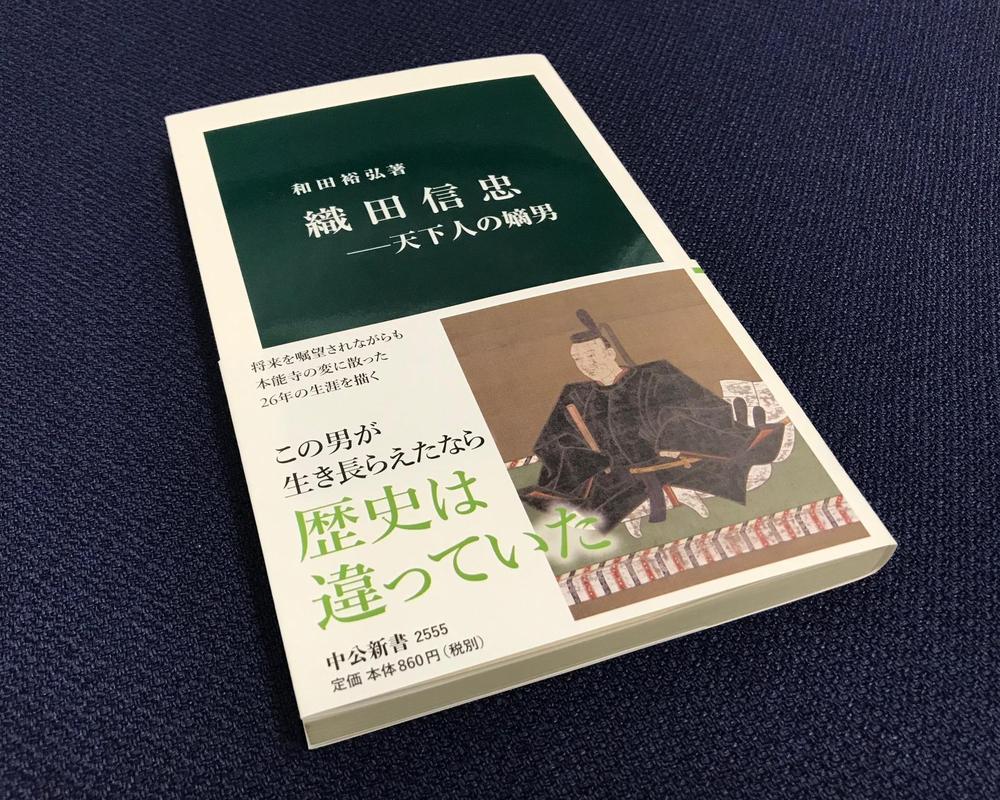 和田裕弘著
織田信忠
──天下人の嫡男
将来を嘱望されながらも
本能寺の変に散った
26年の生涯を描く
この男が
生き長らえたなら
歴史は
違っていた
中公新書 2555
定価 本体860円(税別)